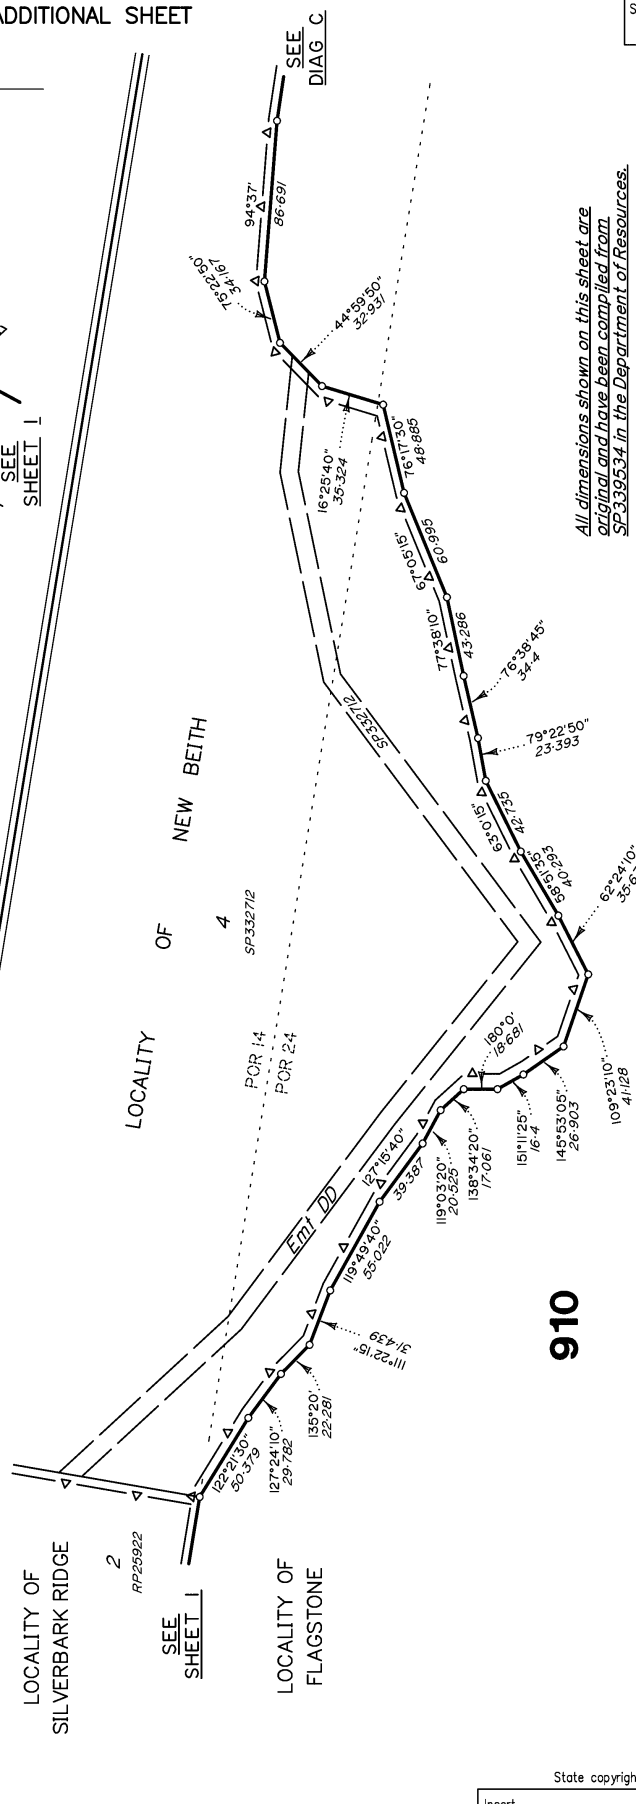 ADDITIONAL SHEET
SEE
DIAG C
SEE
SHEET 1
94°37'
86·691
75°22'50"
34·167
44°59'50"
32·931
16°25'40"
35·324
76°17'30"
48·885
67°05'15"
60·995
77°38'10"
43·286
76°38'45"
34·4
79°22'50"
23·393
63°0'15"
42·735
58°51'35"
40·293
62°24'10"
109°23'10"
41·128
145°53'05"
26·903
151°11'25"
16·4
180°0'
18·681
138°34'20"
17·061
119°03'20"
20·525
127°15'40"
39·387
119°49'40"
55·022
111°22'15"
31·439
135°20'
22·281
127°24'10"
29·782
122°21'30"
50·379
All dimensions shown on this sheet are
original and have been compiled from
SP339534 in the Department of Resources.
SP332712
LOCALITY OF NEW BEITH
4
SP332712
POR 14
POR 24
Emt DD
910
2
RP25922
LOCALITY OF
SILVERBARK RIDGE
SEE
SHEET 1
LOCALITY OF
FLAGSTONE
State copyrigh